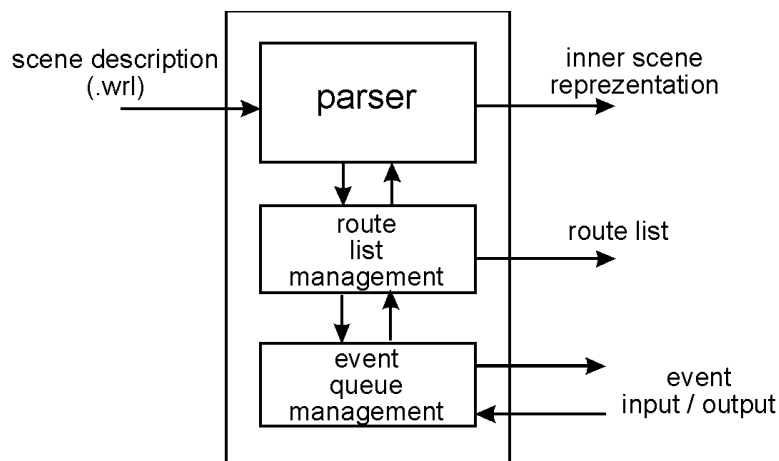 scene description
(.wrl)
parser
inner scene
reprezentation
route
list
management
route list
event
queue
management
event
input / output